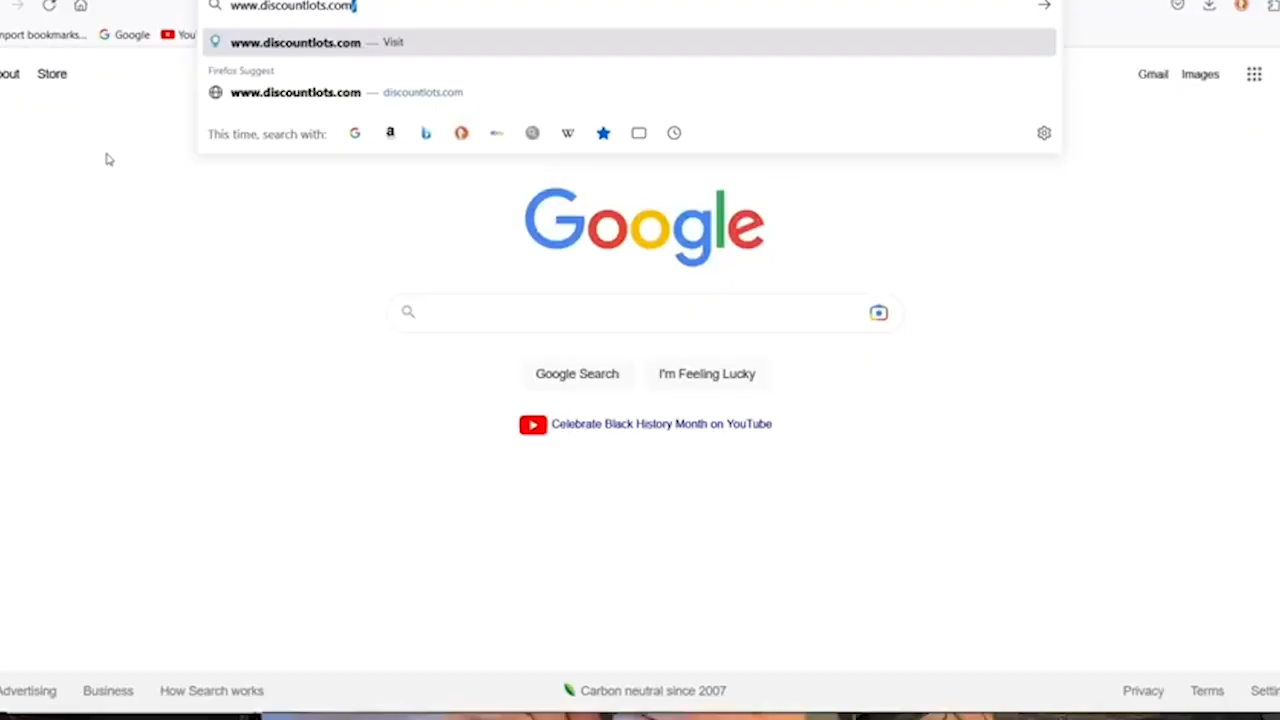 www.discountlots.com/
nport bookmarks... Google You
www.discountlots.com — Visit
Firefox Suggest
www.discountlots.com — discountlots.com
This time, search with:
out Store
Gmail Images
Google
Google Search I'm Feeling Lucky
Celebrate Black History Month on YouTube
Advertising Business How Search works
Carbon neutral since 2007
Privacy Terms Settin